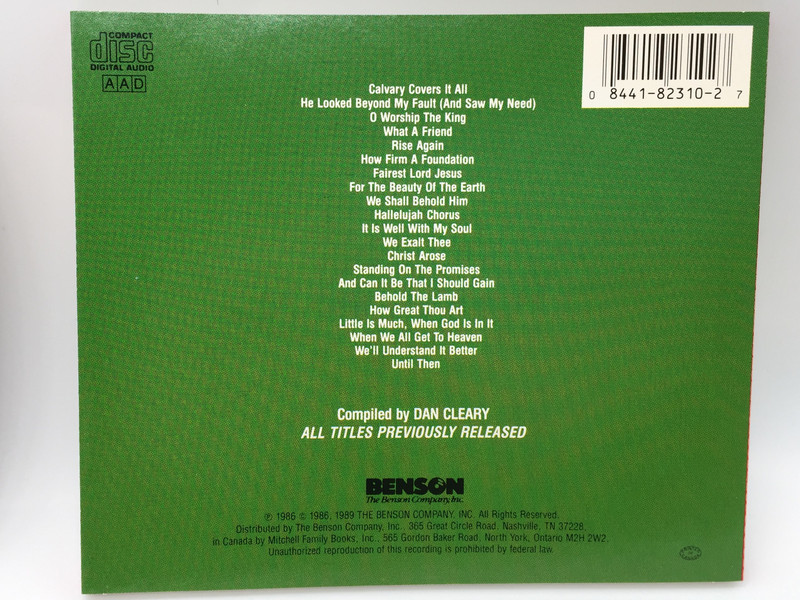 COMPACT
disc
DIGITAL AUDIO
AAD
0 8441-82310-2 7
Calvary Covers It All
He Looked Beyond My Fault (And Saw My Need)
O Worship The King
What A Friend
Rise Again
How Firm A Foundation
Fairest Lord Jesus
For The Beauty Of The Earth
We Shall Behold Him
Hallelujah Chorus
It Is Well With My Soul
We Exalt Thee
Christ Arose
Standing On The Promises
And Can It Be That I Should Gain
Behold The Lamb
How Great Thou Art
Little Is Much, When God Is In It
When We All Get To Heaven
We'll Understand It Better
Until Then
Compiled by DAN CLEARY
ALL TITLES PREVIOUSLY RELEASED
BENSON
The Benson Company, Inc.
℗ 1986 © 1986, 1989 THE BENSON COMPANY, INC. All Rights Reserved.
Distributed by The Benson Company, Inc., 365 Great Circle Road, Nashville, TN 37228,
in Canada by Mitchell Family Books, Inc., 565 Gordon Baker Road, North York, Ontario M2H 2W2.
Unauthorized reproduction of this recording is prohibited by federal law.